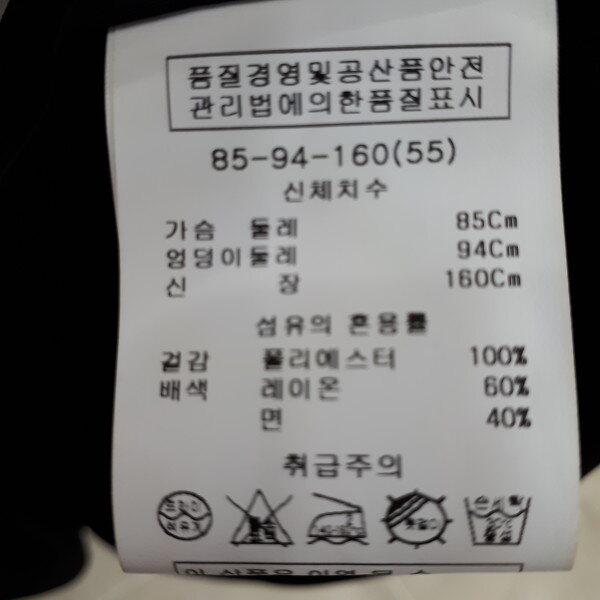 품질경영및공산품안전
관리법에의한품질표시
85-94-160(55)
신체치수
가슴 둘레 85Cm
엉덩이둘레 94Cm
신 장 160Cm
섬유의 혼용률
겉감 폴리에스터 100%
배색 레이온 60%
면 40%
취급주의
손세탁